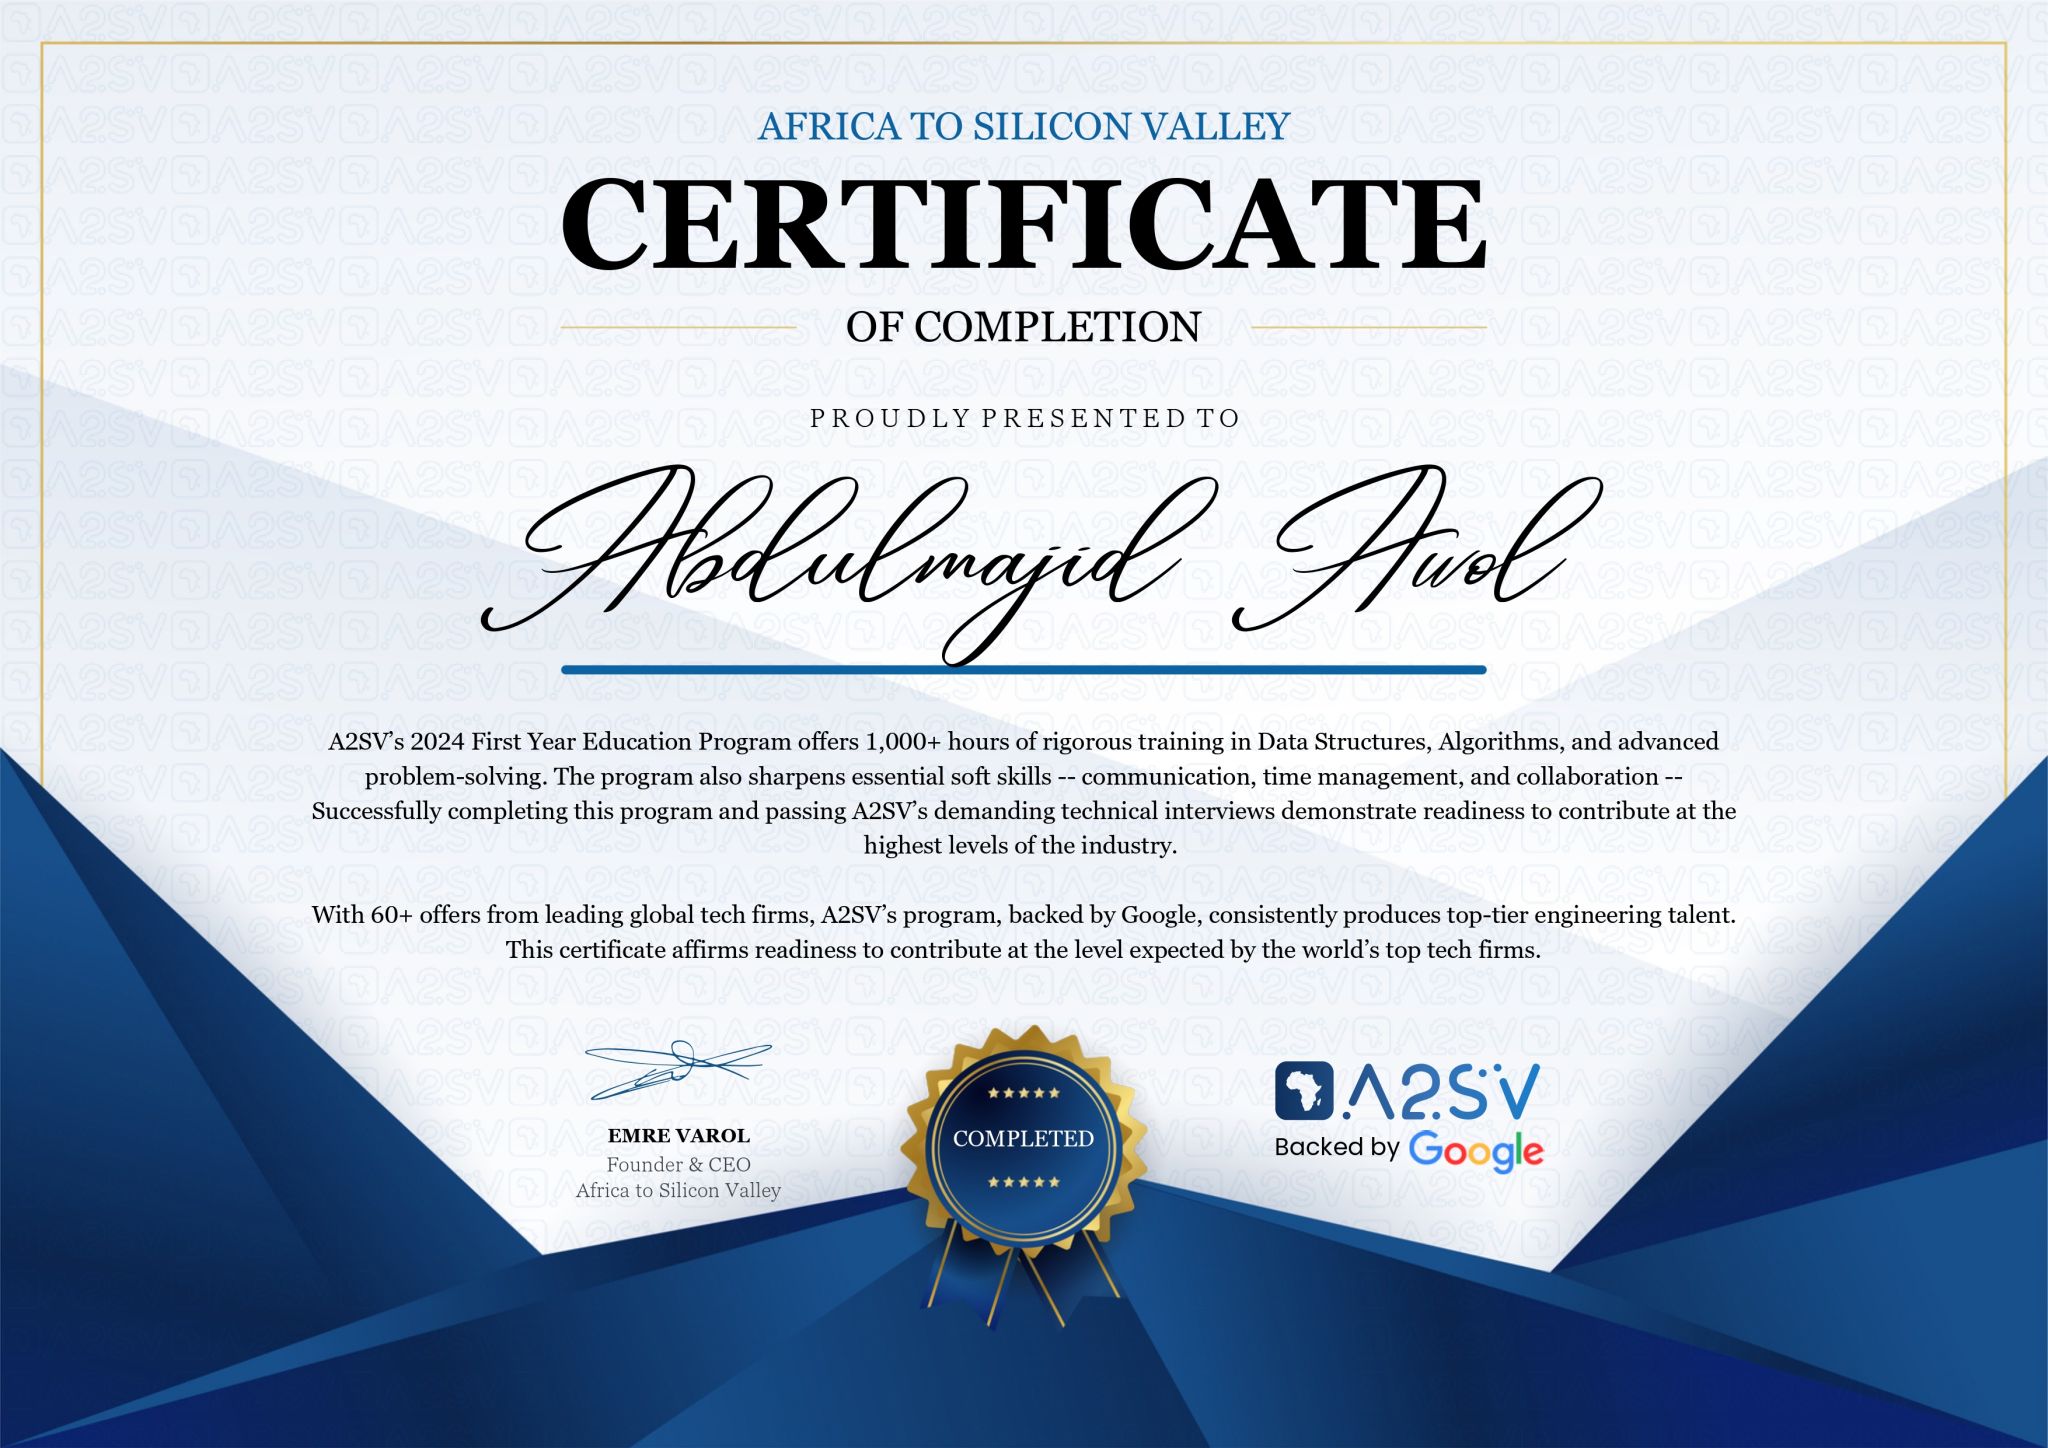 AFRICA TO SILICON VALLEY
CERTIFICATE
OF COMPLETION
PROUDLY PRESENTED TO
Abdulmajid Awol
A2SV’s 2024 First Year Education Program offers 1,000+ hours of rigorous training in Data Structures, Algorithms, and advanced
problem-solving. The program also sharpens essential soft skills -- communication, time management, and collaboration --
Successfully completing this program and passing A2SV’s demanding technical interviews demonstrate readiness to contribute at the
highest levels of the industry.
With 60+ offers from leading global tech firms, A2SV’s program, backed by Google, consistently produces top-tier engineering talent.
This certificate affirms readiness to contribute at the level expected by the world’s top tech firms.
EMRE VAROL
Founder & CEO
Africa to Silicon Valley
COMPLETED
A2SV
Backed by Google